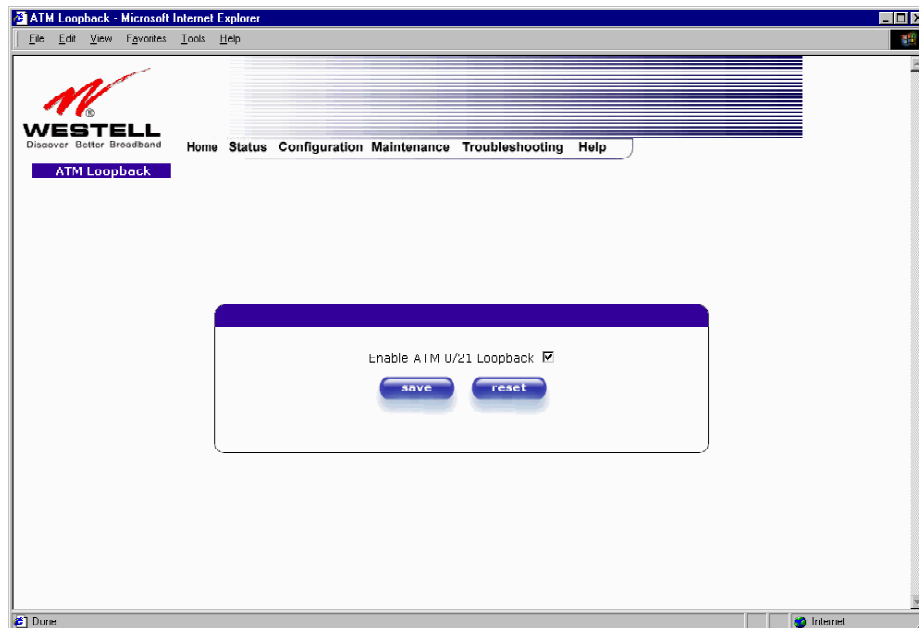 ATM Loopback - Microsoft Internet Explorer
File Edit View Favorites Tools Help
WESTELL ®
Discover Better Broadband
Home Status Configuration Maintenance Troubleshooting Help
ATM Loopback
Enable ATM 0/21 Loopback
save reset
Done Internet